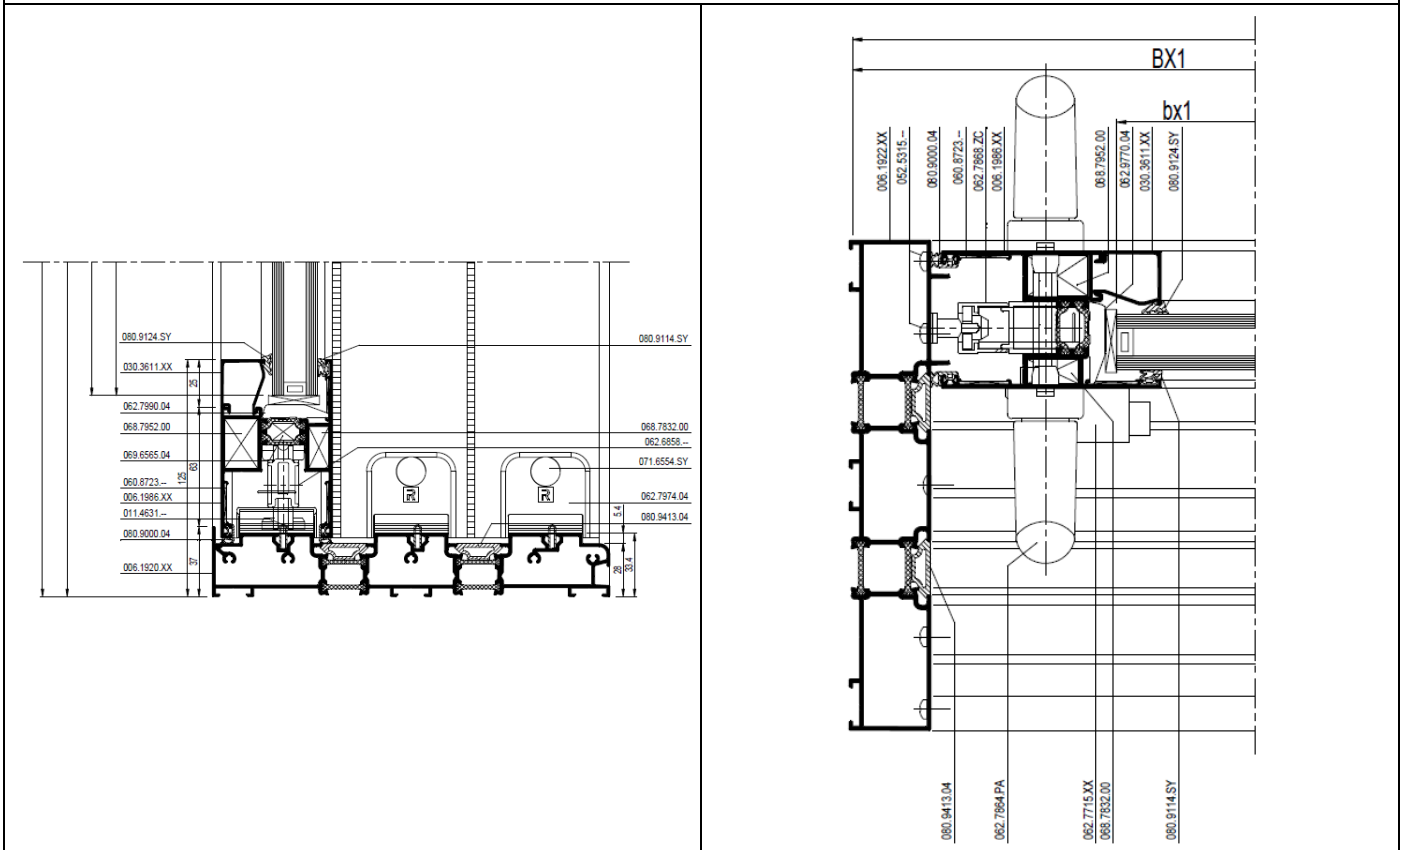 BX1
bx1
006.1922.XX
052.5315.--
080.9000.04
060.8723.--
062.7868.ZC
006.1986.XX
068.7952.00
062.9770.04
030.3611.XX
080.9124.SY
080.9124.SY
030.3611.XX
062.7990.04
068.7952.00
069.6565.04
060.8723.--
006.1986.XX
011.4631.--
080.9000.04
006.1920.XX
25
63
125
37
R
R
080.9114.SY
068.7832.00
062.6858.--
071.6554.SY
062.7974.04
080.9413.04
5.4
28
33.4
080.9413.04
062.7864.PA
062.7715.XX
068.7832.00
080.9114.SY